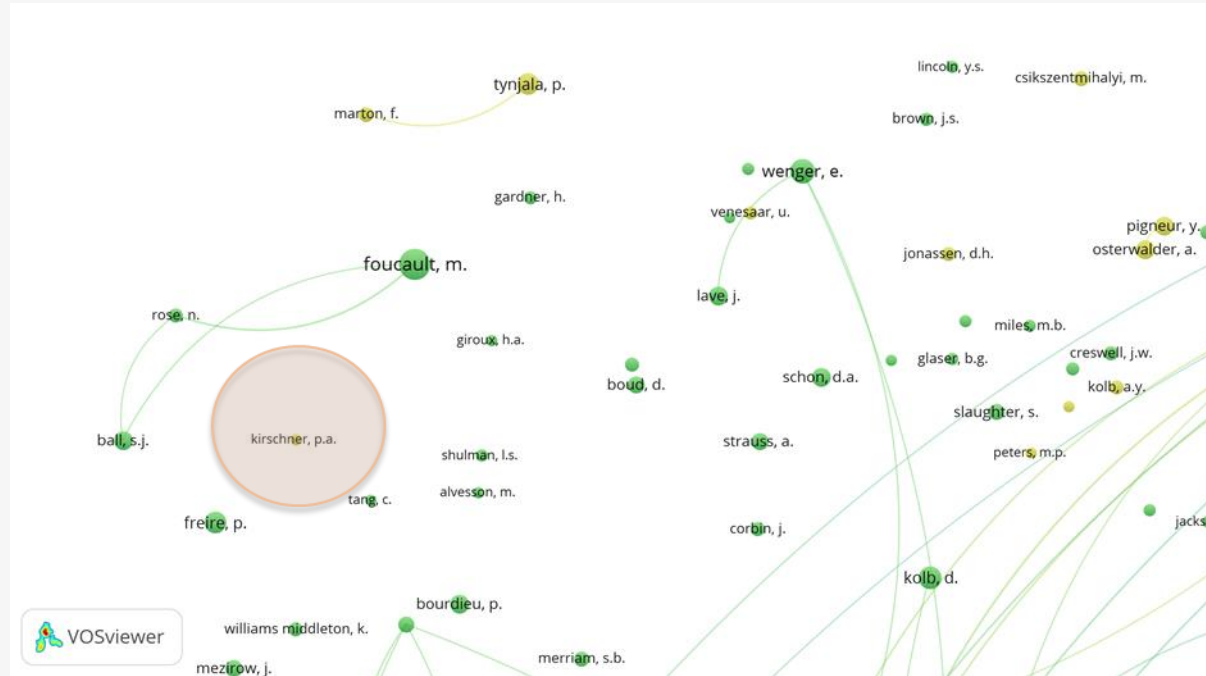 lincoln, y.s.
csikszentmihalyi, m.
tynjala, p.
marton, f.
brown, j.s.
wenger, e.
gardner, h.
venesaar, u.
pigneur, y.
osterwalder, a.
jonassen, d.h.
foucault, m.
lave, j.
rose, n.
miles, m.b.
giroux, h.a.
creswell, j.w.
glaser, b.g.
schon, d.a.
boud, d.
kolb, a.y.
slaughter, s.
ball, s.j.
kirschner, p.a.
strauss, a.
shulman, l.s.
peters, m.p.
alvesson, m.
tang, c.
freire, p.
jacks
corbin, j.
kolb, d.
bourdieu, p.
williams middleton, k.
VOSviewer
merriam, s.b.
mezirow, j.